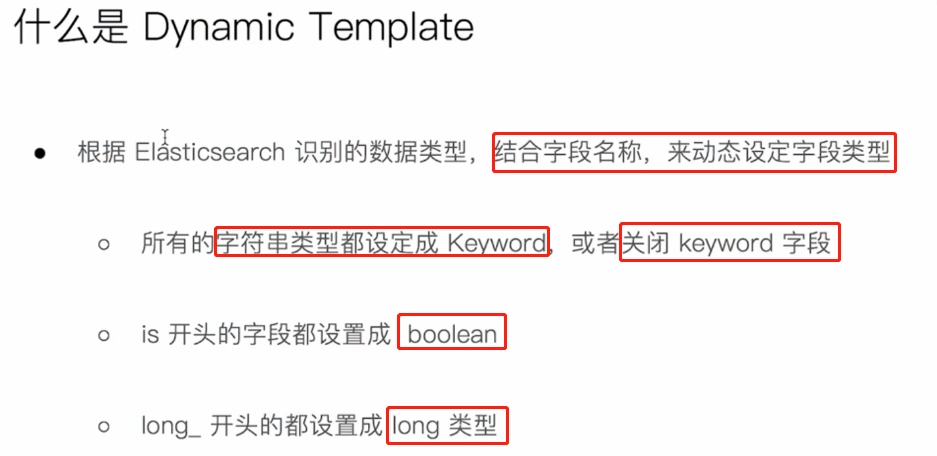 什么是 Dynamic Template
根据 Elasticsearch 识别的数据类型，结合字段名称，来动态设定字段类型
所有的字符串类型都设定成 Keyword，或者关闭 keyword 字段
is 开头的字段都设置成 boolean
long_ 开头的都设置成 long 类型